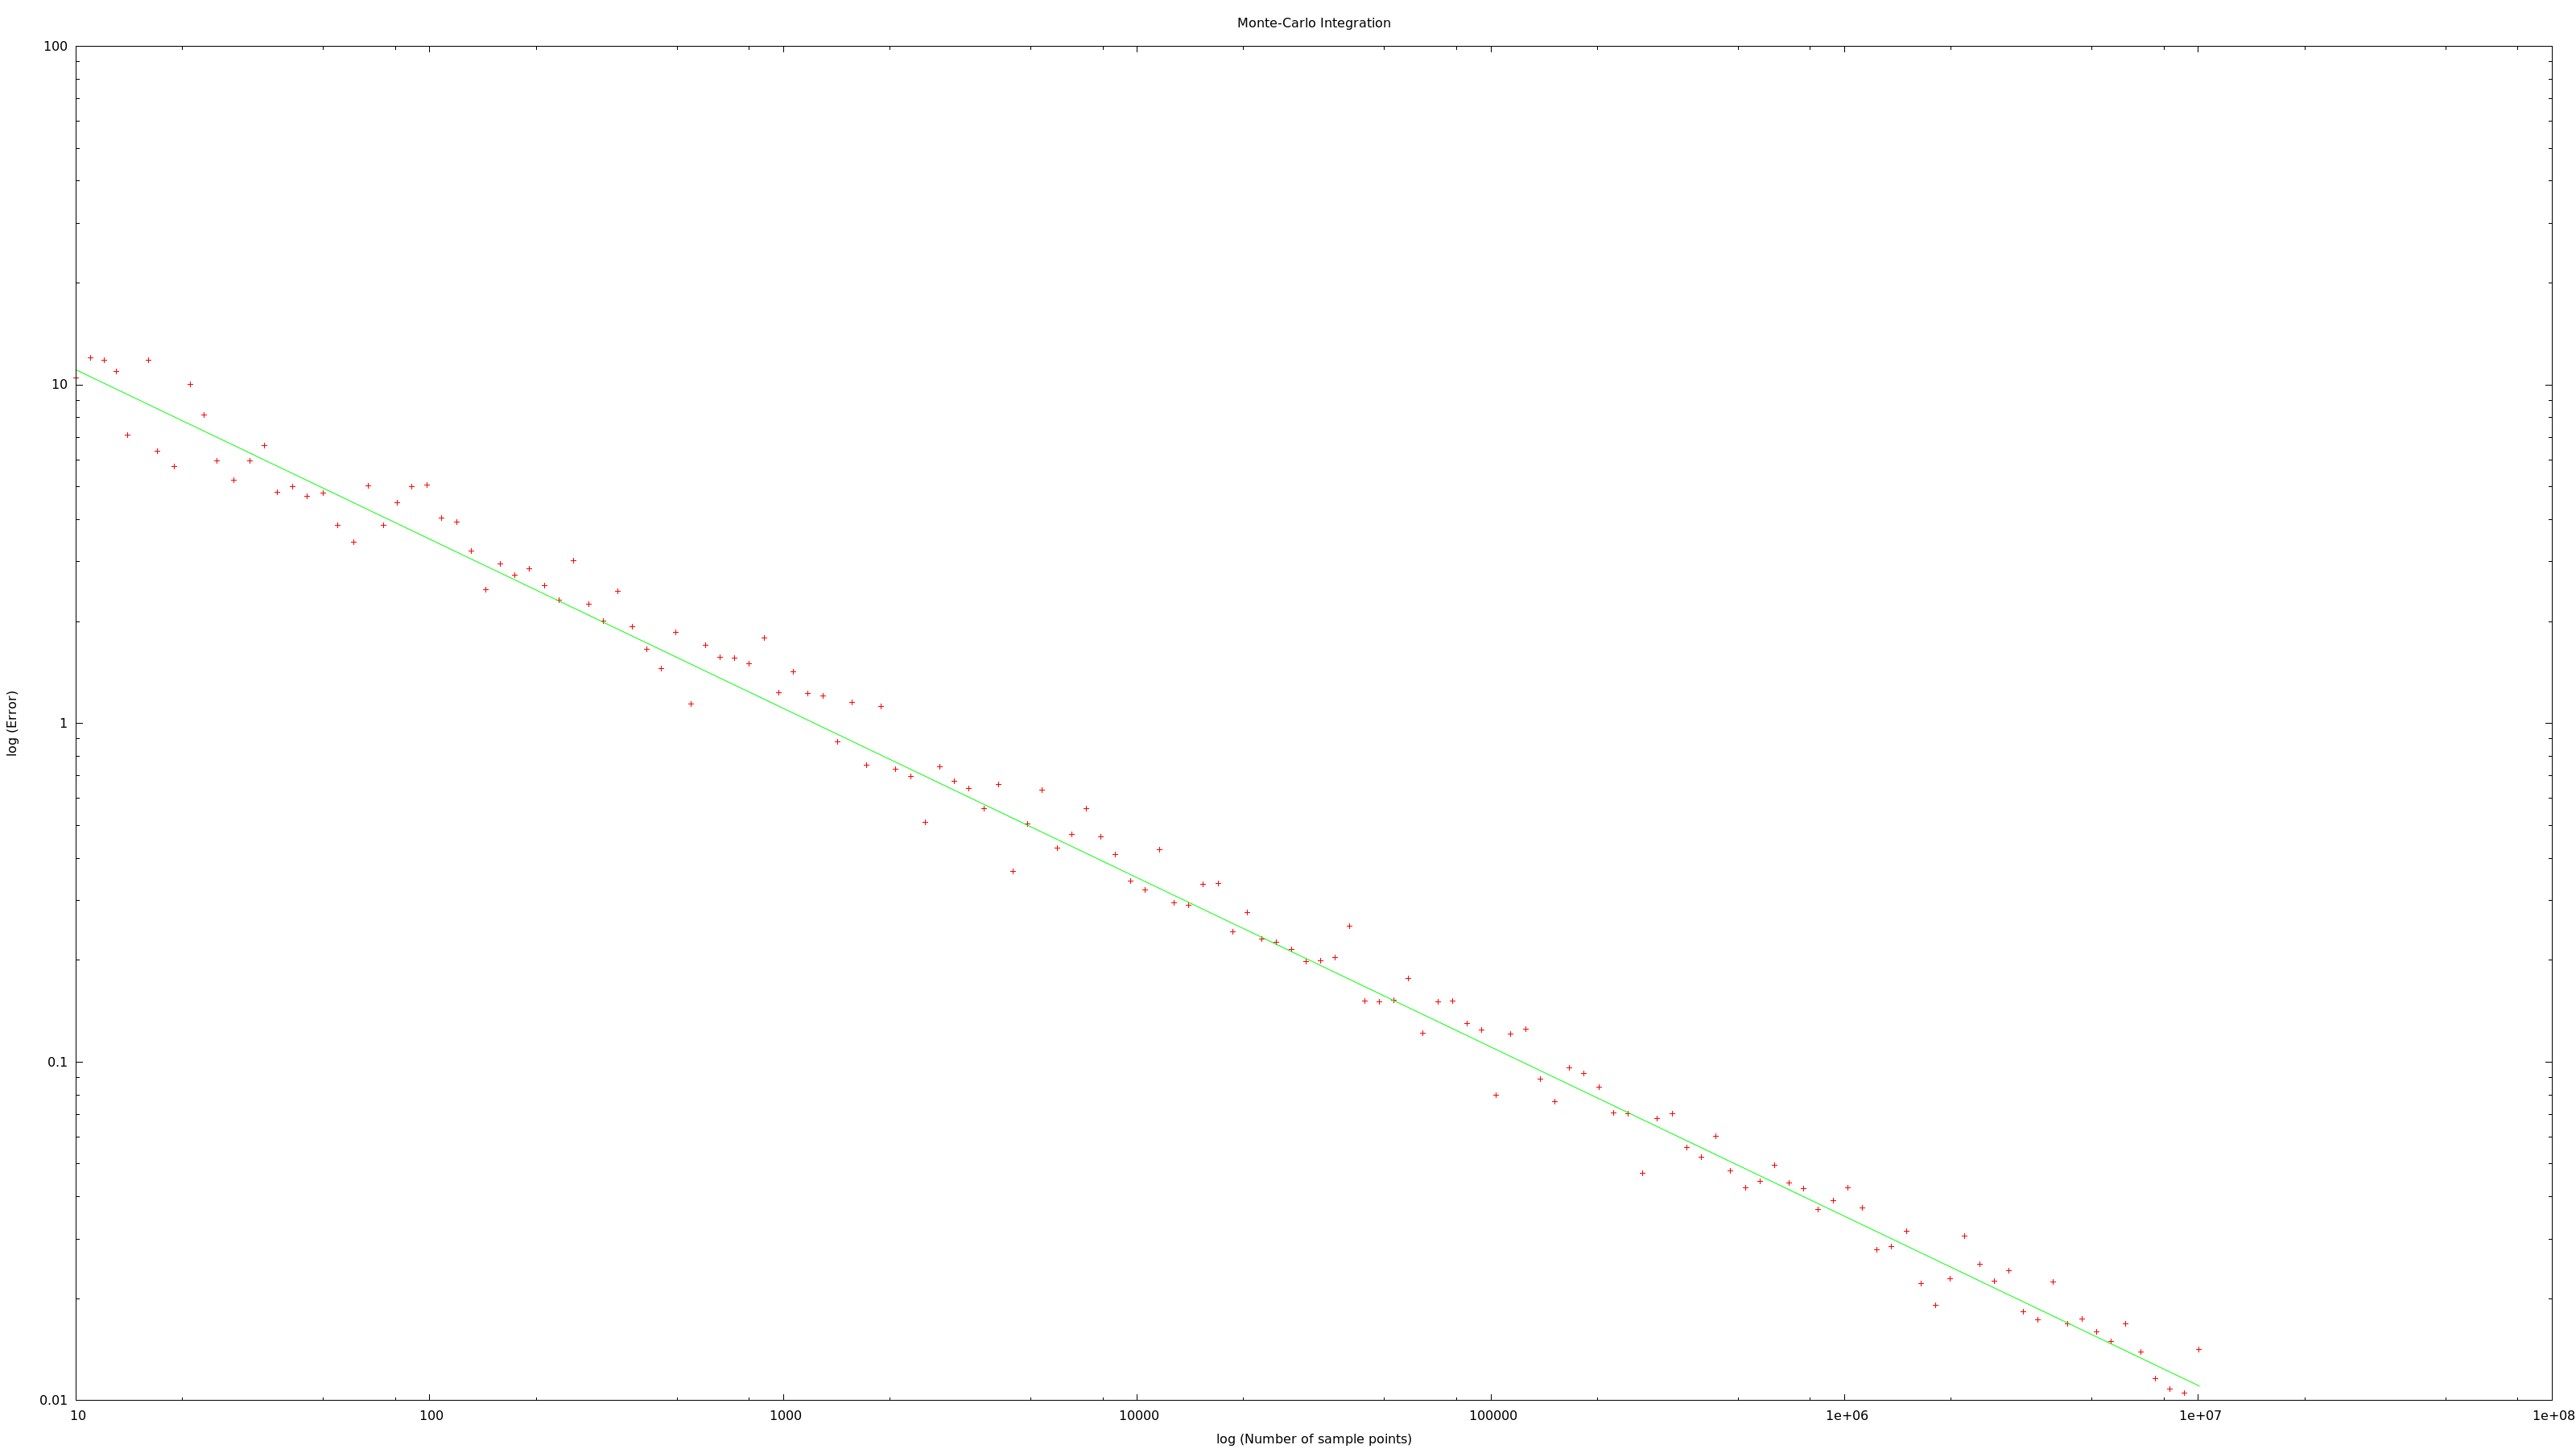 Monte-Carlo Integration
100
10
1
0.1
0.01
log (Error)
10 100 1000 10000 100000 1e+06 1e+07 1e+08
log (Number of sample points)